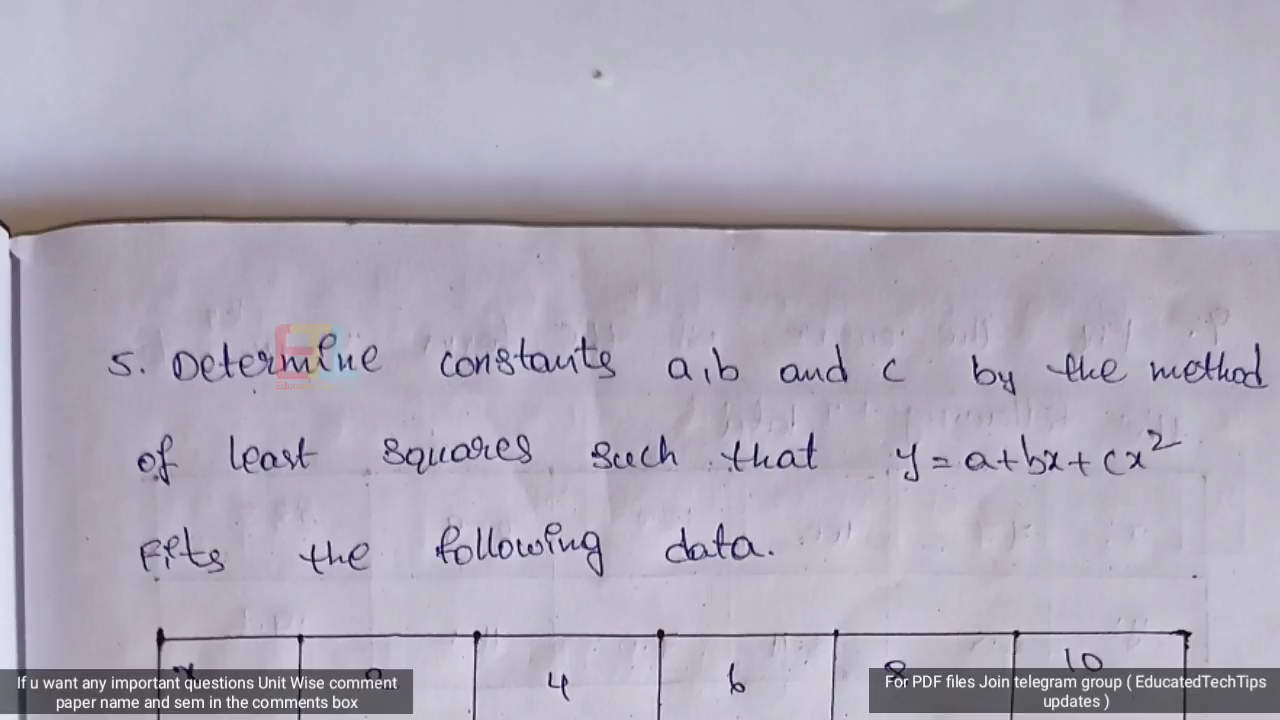 5. Determine constants a,b and c by the method
of least squares such that y = a+bx+cx²
Fits the following data.
x 4 6 8 10
If u want any important questions Unit Wise comment
paper name and sem in the comments box
For PDF files Join telegram group ( EducatedTechTips
updates )